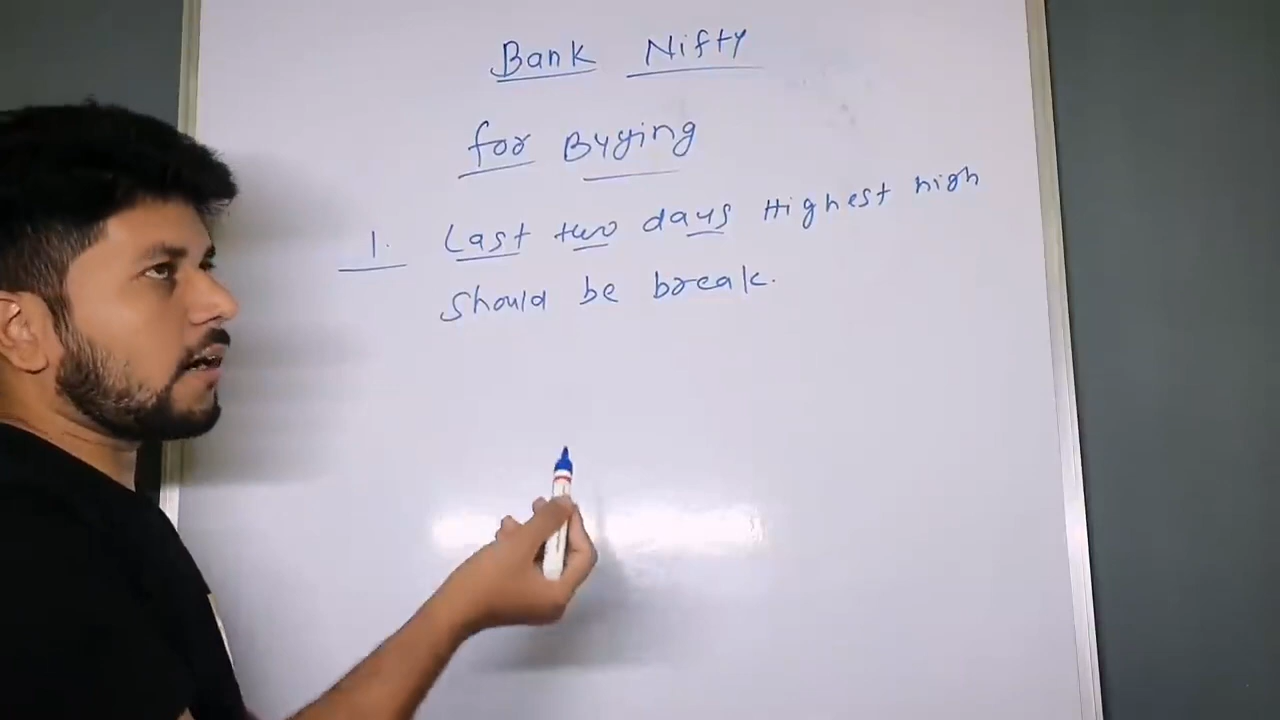 Bank Nifty
for Buying
1. Last two days Highest high
should be break.